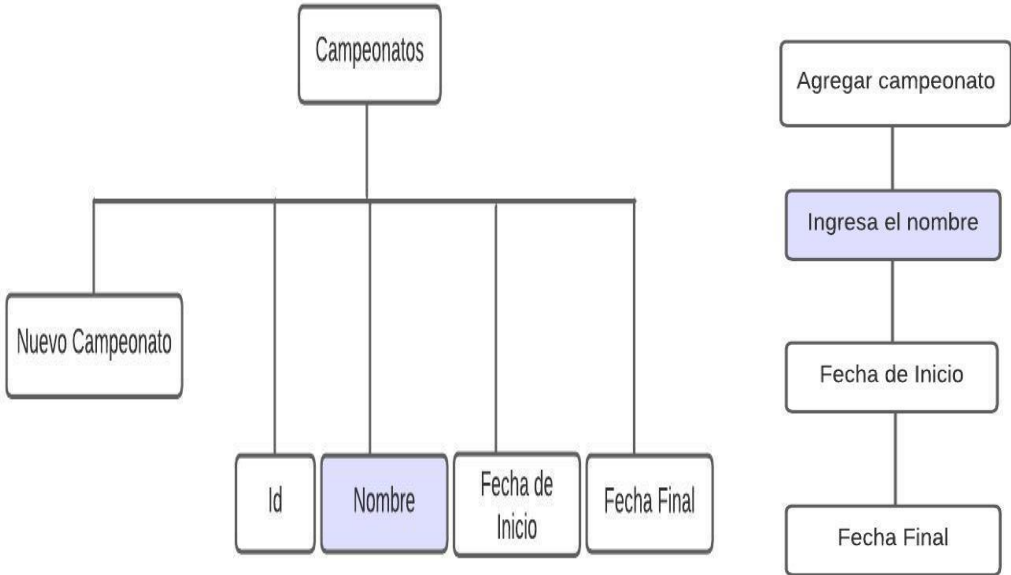 Campeonatos
Nuevo Campeonato
Id
Nombre
Fecha de
Inicio
Fecha Final
Agregar campeonato
Ingresa el nombre
Fecha de Inicio
Fecha Final